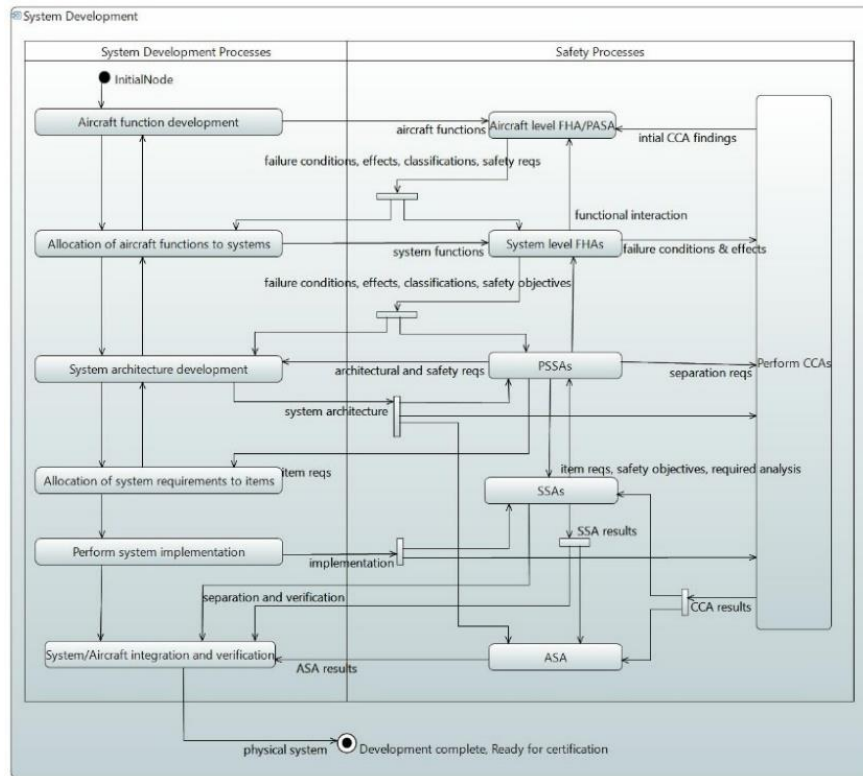 System Development
System Development Processes
Safety Processes
InitialNode
Aircraft function development
Aircraft level FHA/PASA
aircraft functions
intial CCA findings
failure conditions, effects, classifications, safety reqs
functional interaction
Allocation of aircraft functions to systems
System level FHAs
system functions
failure conditions & effects
failure conditions, effects, classifications, safety objectives
System architecture development
PSSAs
Perform CCAs
architectural and safety reqs
separation reqs
system architecture
item reqs
item reqs, safety objectives, required analysis
Allocation of system requirements to items
SSAs
SSA results
Perform system implementation
implementation
separation and verification
CCA results
System/Aircraft integration and verification
ASA
ASA results
physical system
Development complete, Ready for certification